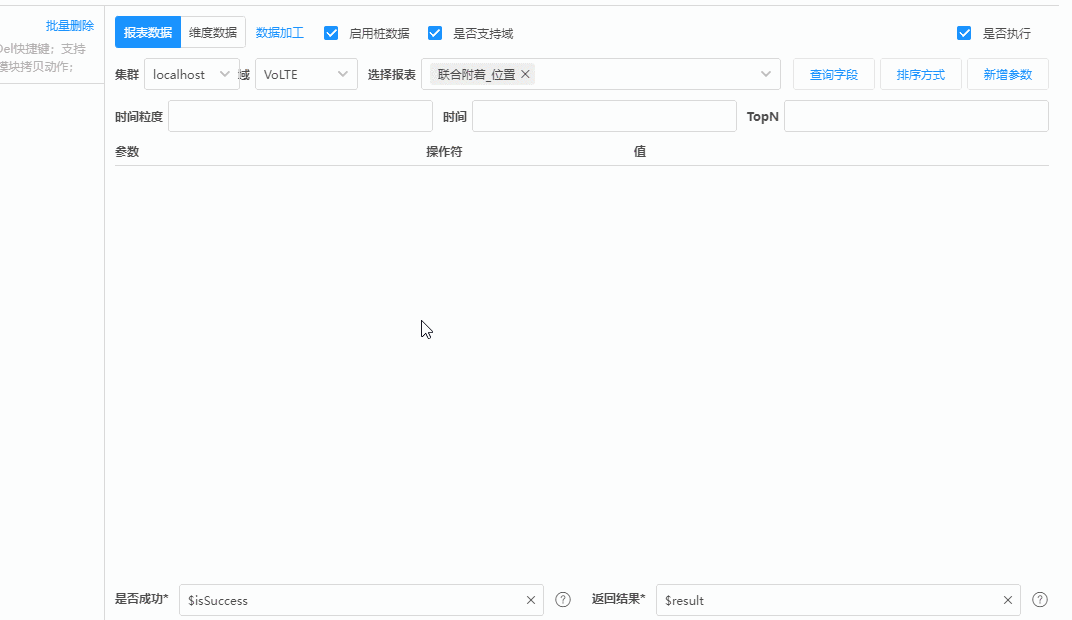 批量删除
Del快捷键；支持
模块拷贝动作；
报表数据 维度数据 数据加工 启用桩数据 是否支持域 是否执行
集群 localhost 域 VoLTE 选择报表 联合附着_位置 × 查询字段 排序方式 新增参数
时间粒度 时间 TopN
参数 操作符 值
是否成功* $isSuccess × ? 返回结果* $result × ?